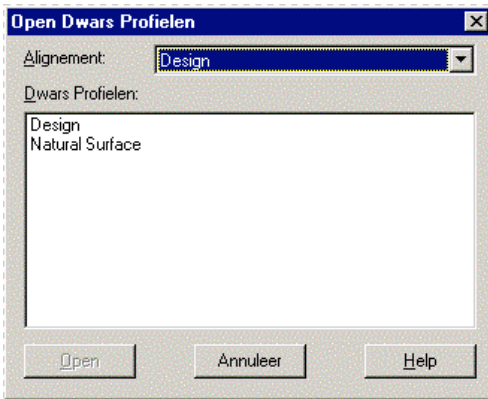 Open Dwars Profielen
Alignement: Design
Dwars Profielen:
Design
Natural Surface
Open Annuleer Help